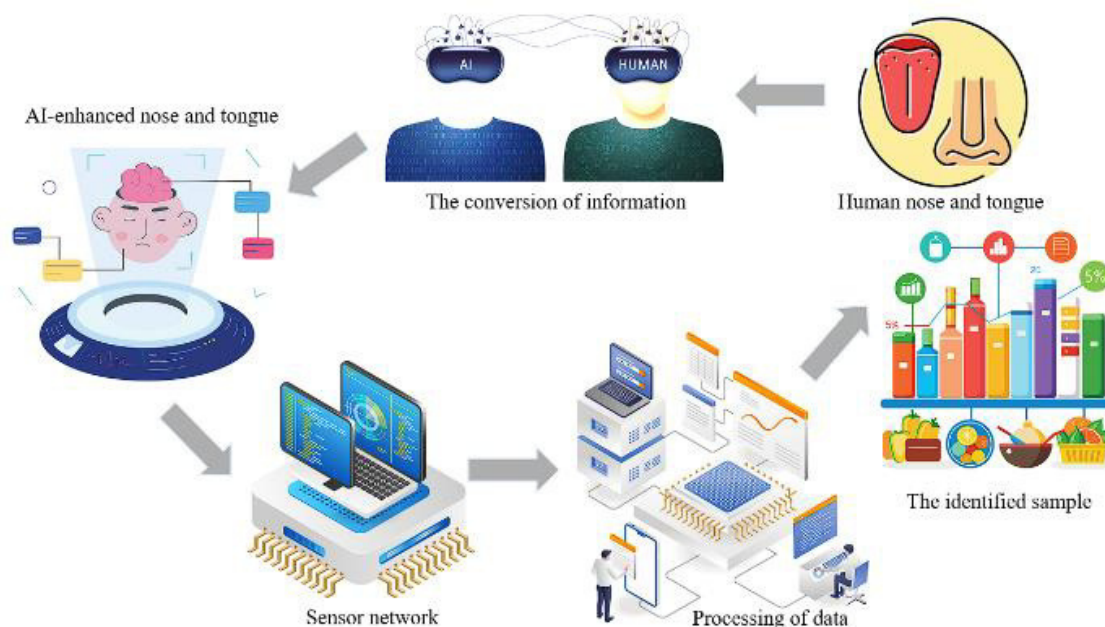 AI
HUMAN
AI-enhanced nose and tongue
The conversion of information
Human nose and tongue
20
5%
5%
The identified sample
Sensor network
Processing of data